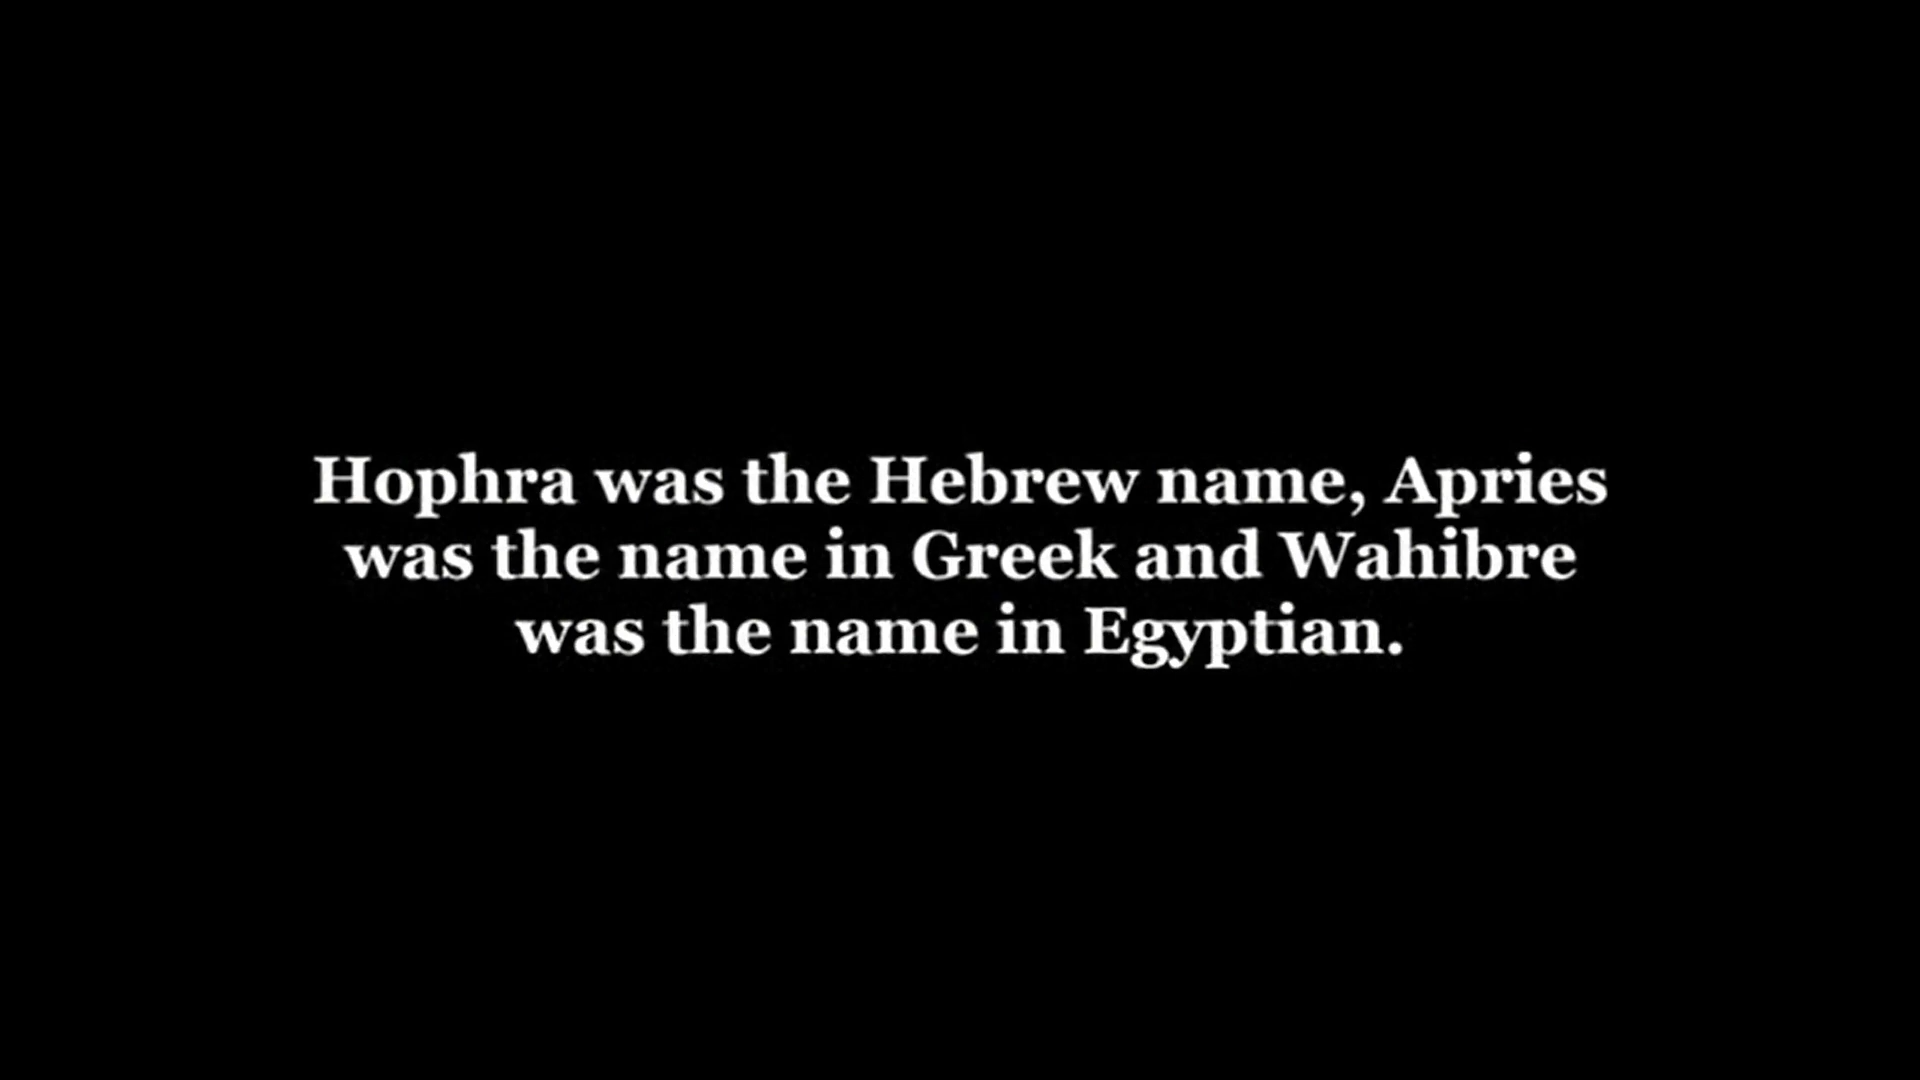 Hophra was the Hebrew name, Apries
was the name in Greek and Wahibre
was the name in Egyptian.